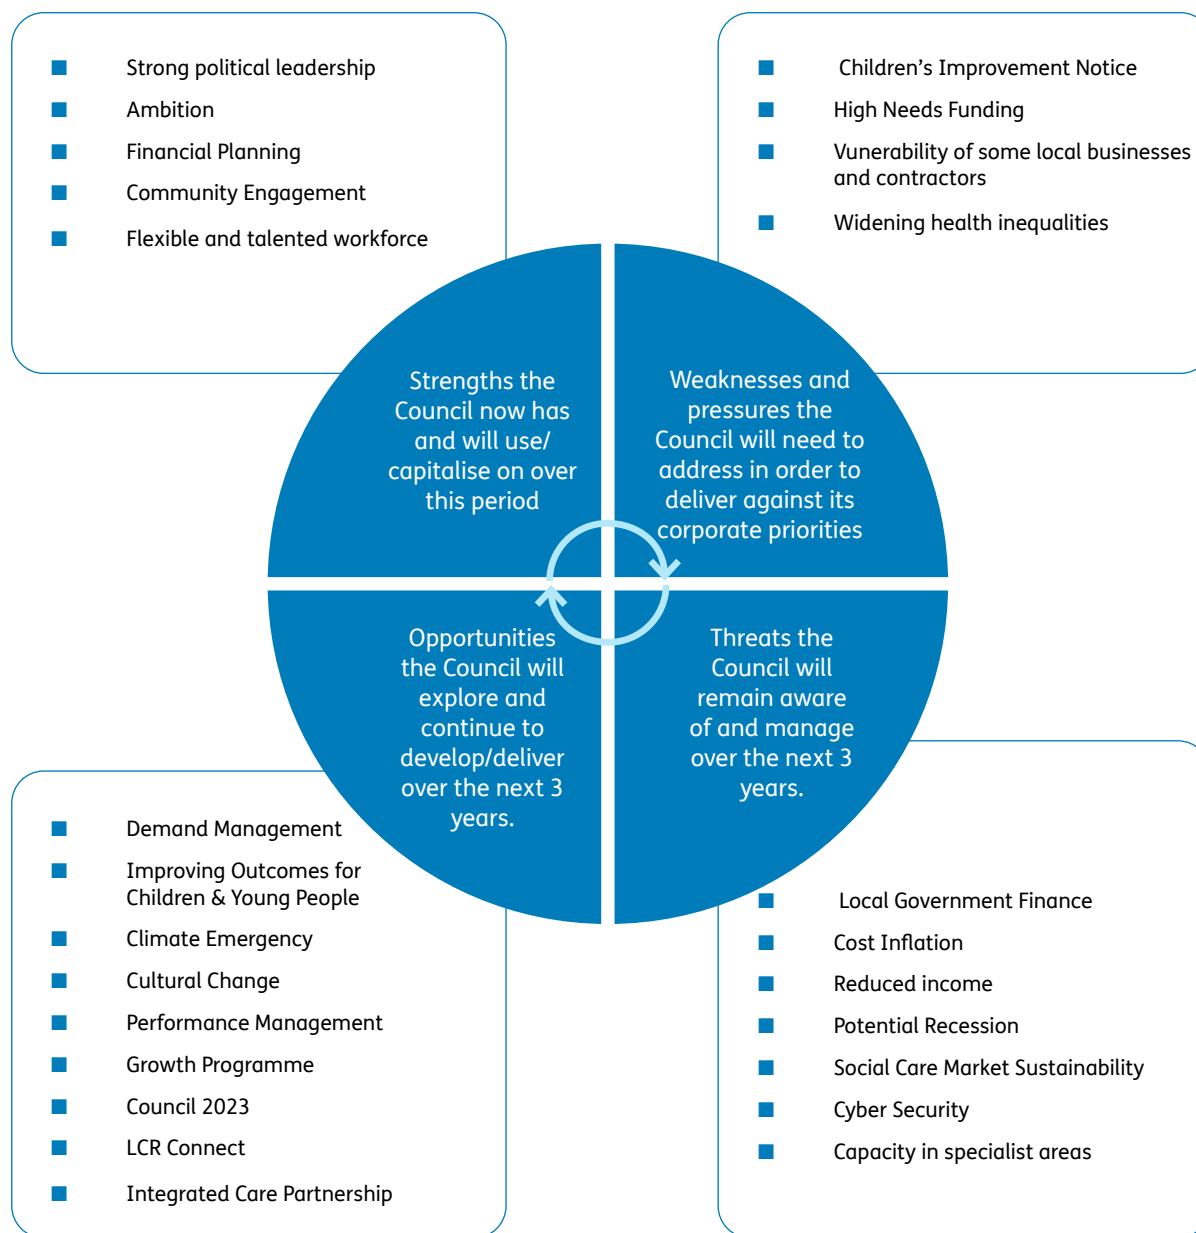 Strong political leadership
Ambition
Financial Planning
Community Engagement
Flexible and talented workforce
Children's Improvement Notice
High Needs Funding
Vunerability of some local businesses
and contractors
Widening health inequalities
Strengths the
Council now has
and will use/
capitalise on over
this period
Weaknesses and
pressures the
Council will need to
address in order to
deliver against its
corporate priorities
Opportunities
the Council will
explore and
continue to
develop/deliver
over the next 3
years.
Threats the
Council will
remain aware
of and manage
over the next 3
years.
Demand Management
Improving Outcomes for
Children & Young People
Climate Emergency
Cultural Change
Performance Management
Growth Programme
Council 2023
LCR Connect
Integrated Care Partnership
Local Government Finance
Cost Inflation
Reduced income
Potential Recession
Social Care Market Sustainability
Cyber Security
Capacity in specialist areas